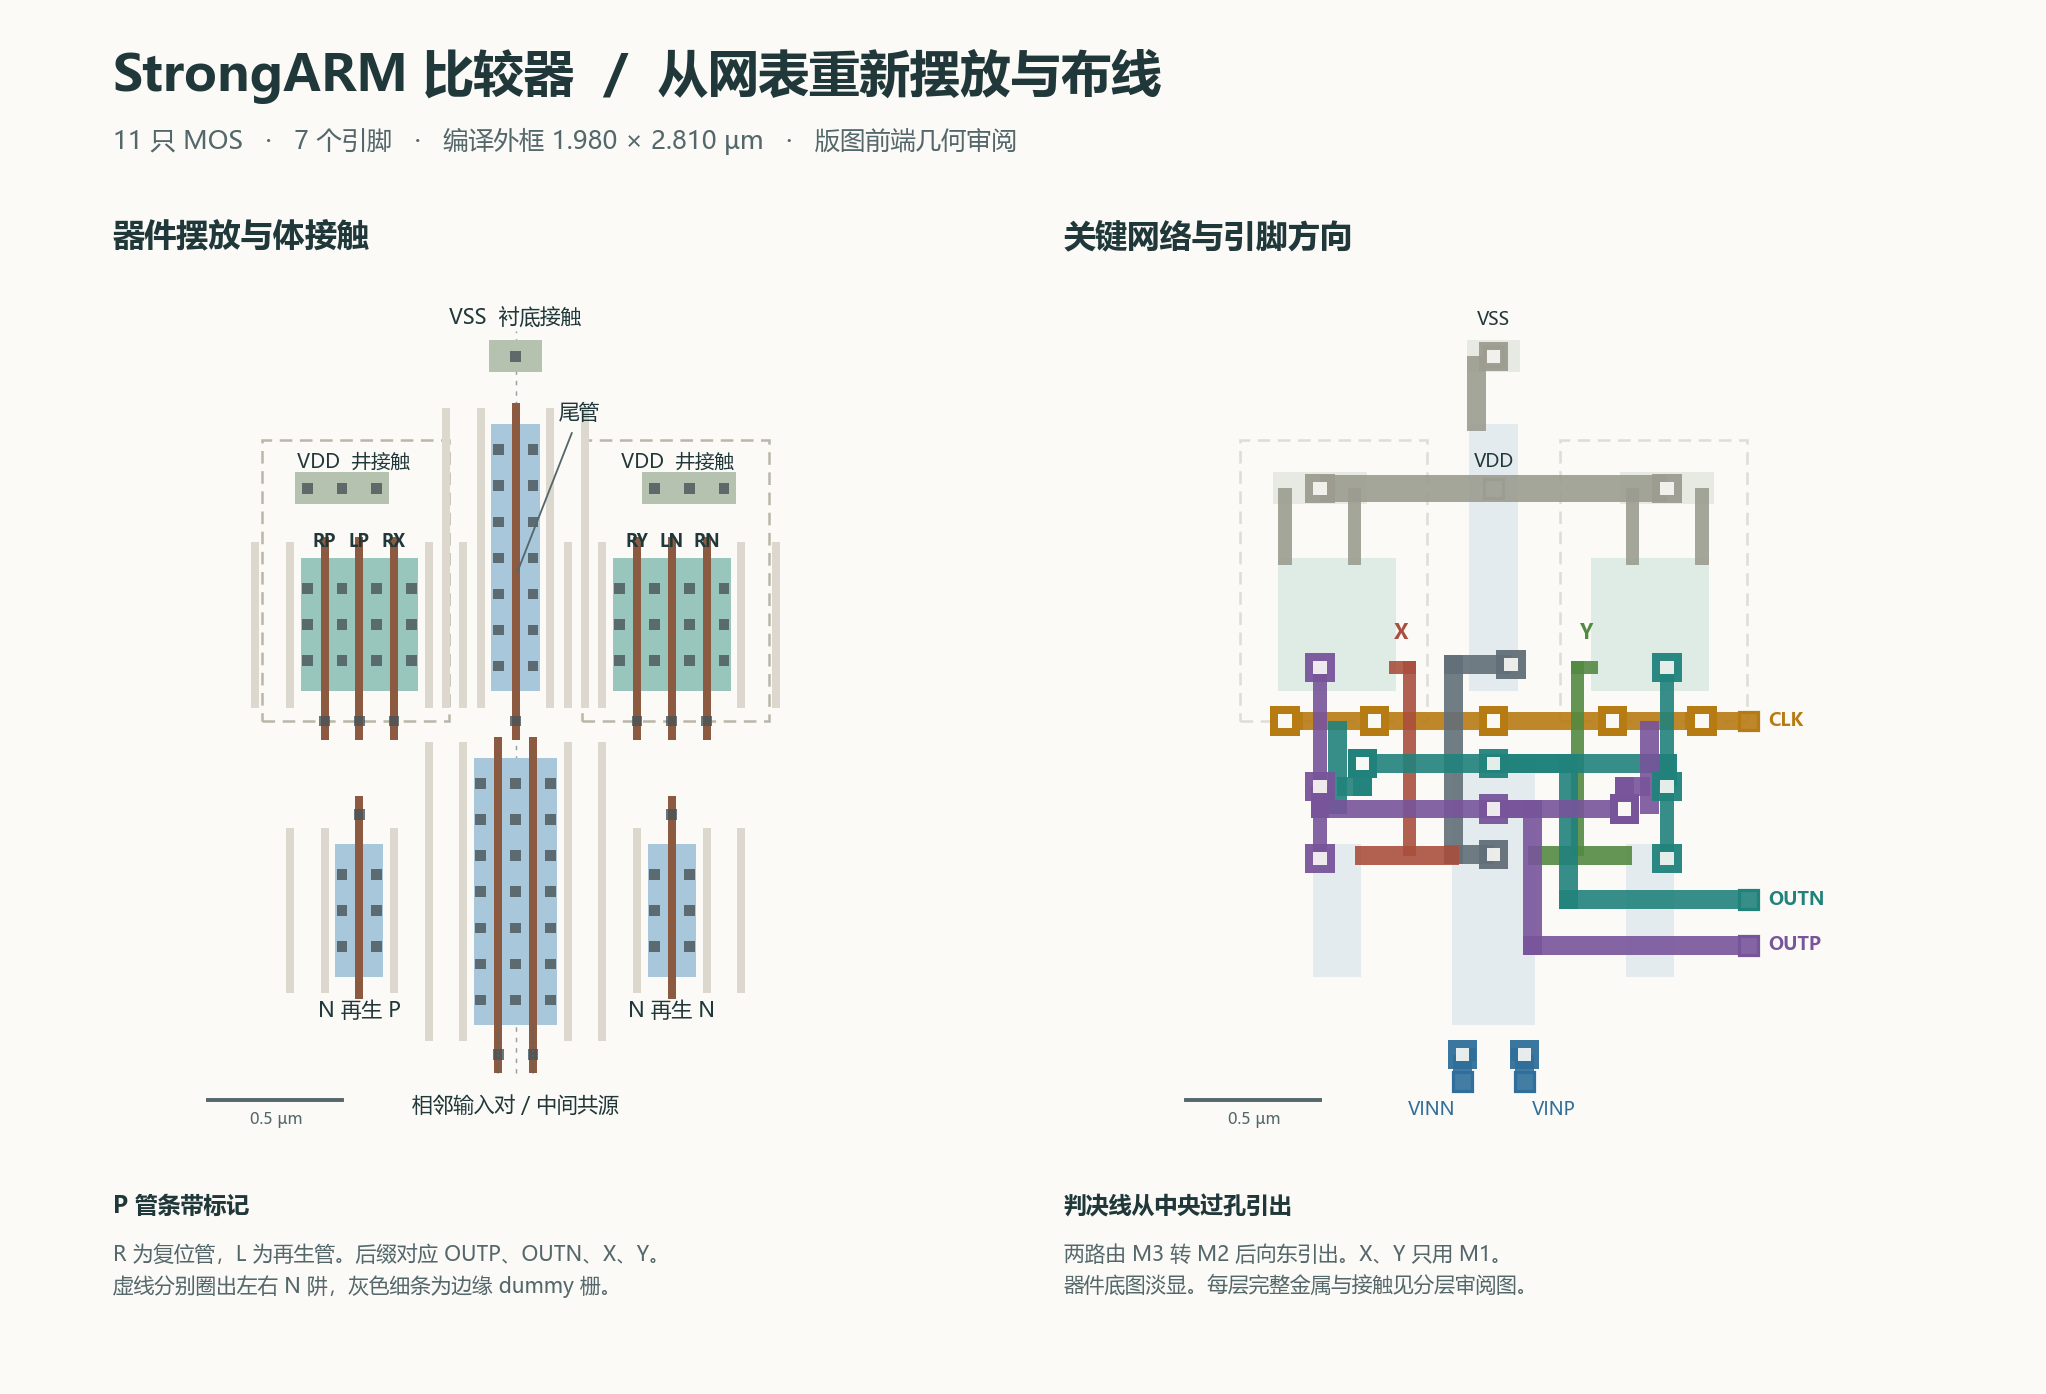 StrongARM 比较器 / 从网表重新摆放与布线
11 只 MOS · 7 个引脚 · 编译外框 1.980 × 2.810 μm · 版图前端几何审阅
器件摆放与体接触
VSS 衬底接触
尾管
VDD 井接触
VDD 井接触
RP LP RX
RY LN RN
N 再生 P
N 再生 N
相邻输入对 / 中间共源
0.5 μm
P 管条带标记
R 为复位管，L 为再生管。后缀对应 OUTP、OUTN、X、Y。
虚线分别圈出左右 N 阱，灰色细条为边缘 dummy 栅。
关键网络与引脚方向
VSS
VDD
X
Y
CLK
OUTN
OUTP
VINN
VINP
0.5 μm
判决线从中央过孔引出
两路由 M3 转 M2 后向东引出。X、Y 只用 M1。
器件底图淡显。每层完整金属与接触见分层审阅图。